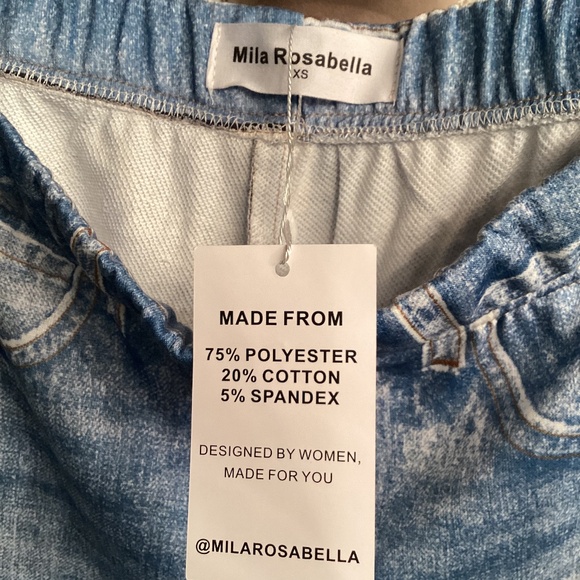 Mila Rosabella
XS
MADE FROM
75% POLYESTER
20% COTTON
5% SPANDEX
DESIGNED BY WOMEN,
MADE FOR YOU
@MILAROSABELLA